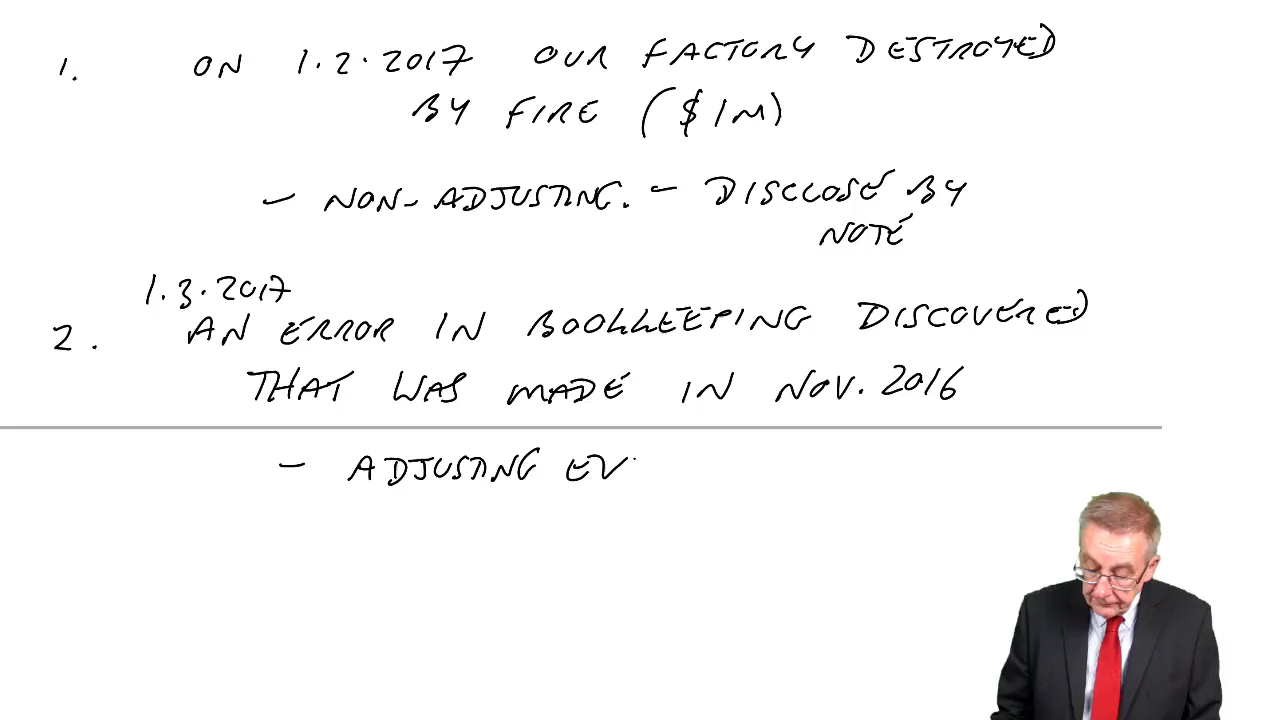 1. ON 1.2.2017 OUR FACTORY DESTROYED
BY FIRE ($1M)
- NON-ADJUSTING. - DISCLOSE BY
NOTE
1.3.2017
2. AN ERROR IN BOOKKEEPING DISCOVERED
THAT WAS MADE IN NOV. 2016
- ADJUSTING EV